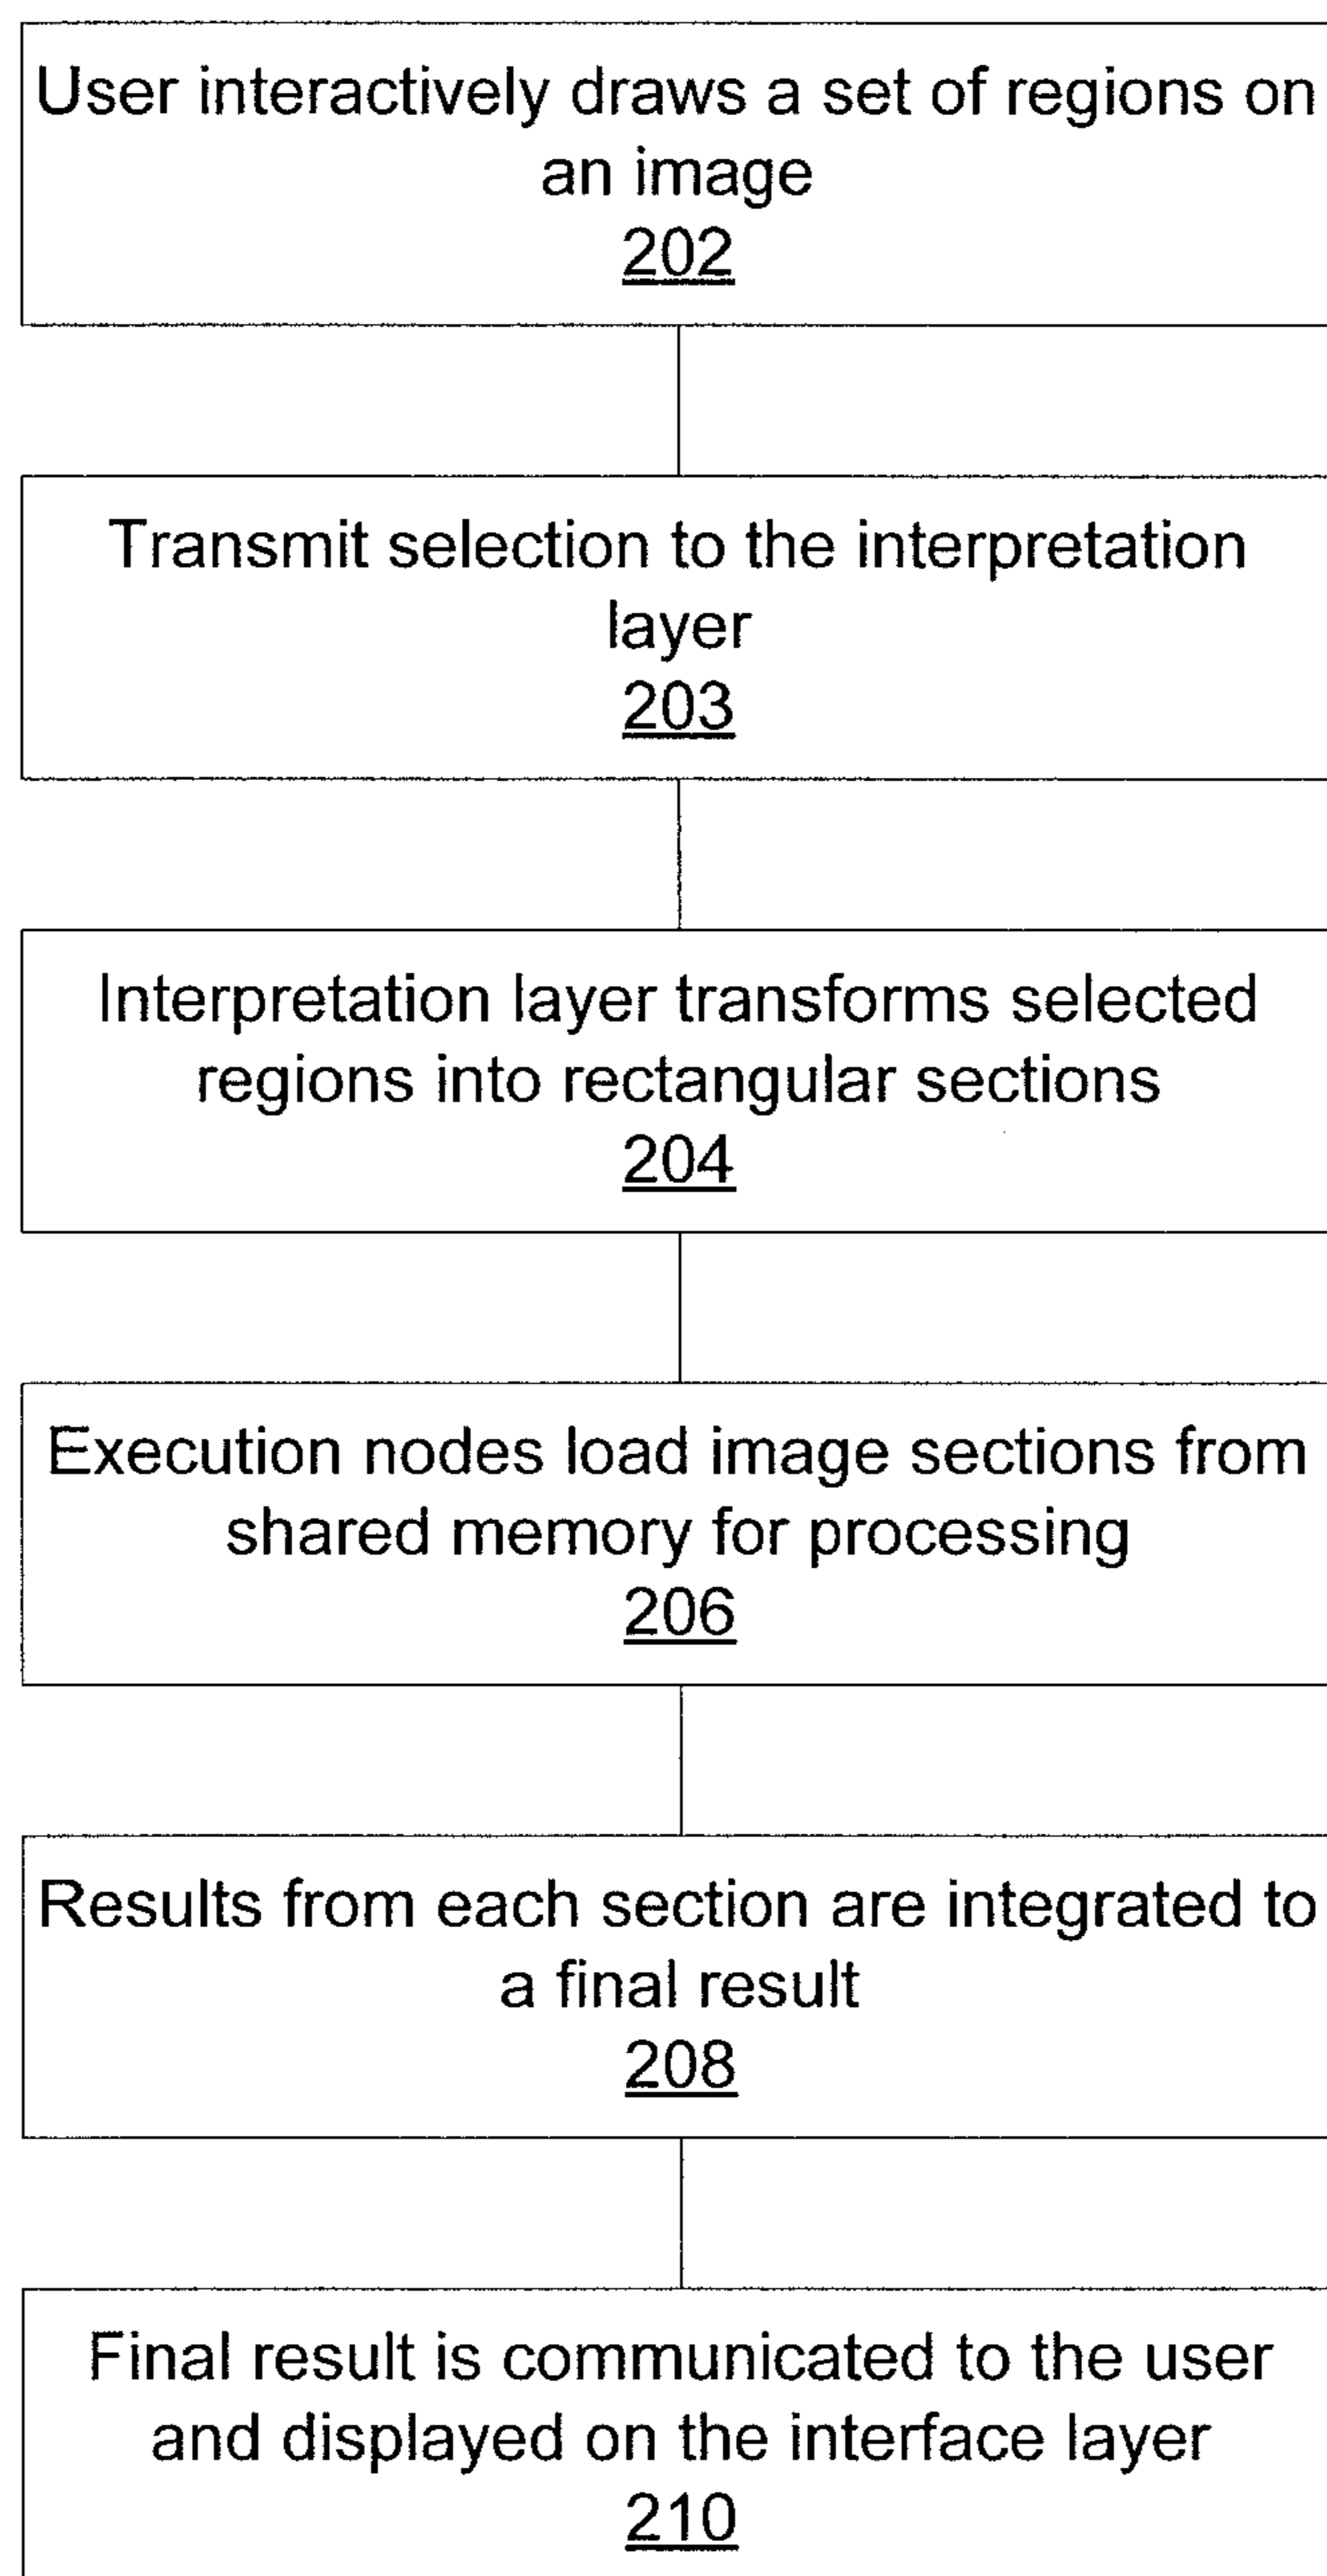 User interactively draws a set of regions on
an image
202
Transmit selection to the interpretation
layer
203
Interpretation layer transforms selected
regions into rectangular sections
204
Execution nodes load image sections from
shared memory for processing
206
Results from each section are integrated to
a final result
208
Final result is communicated to the user
and displayed on the interface layer
210